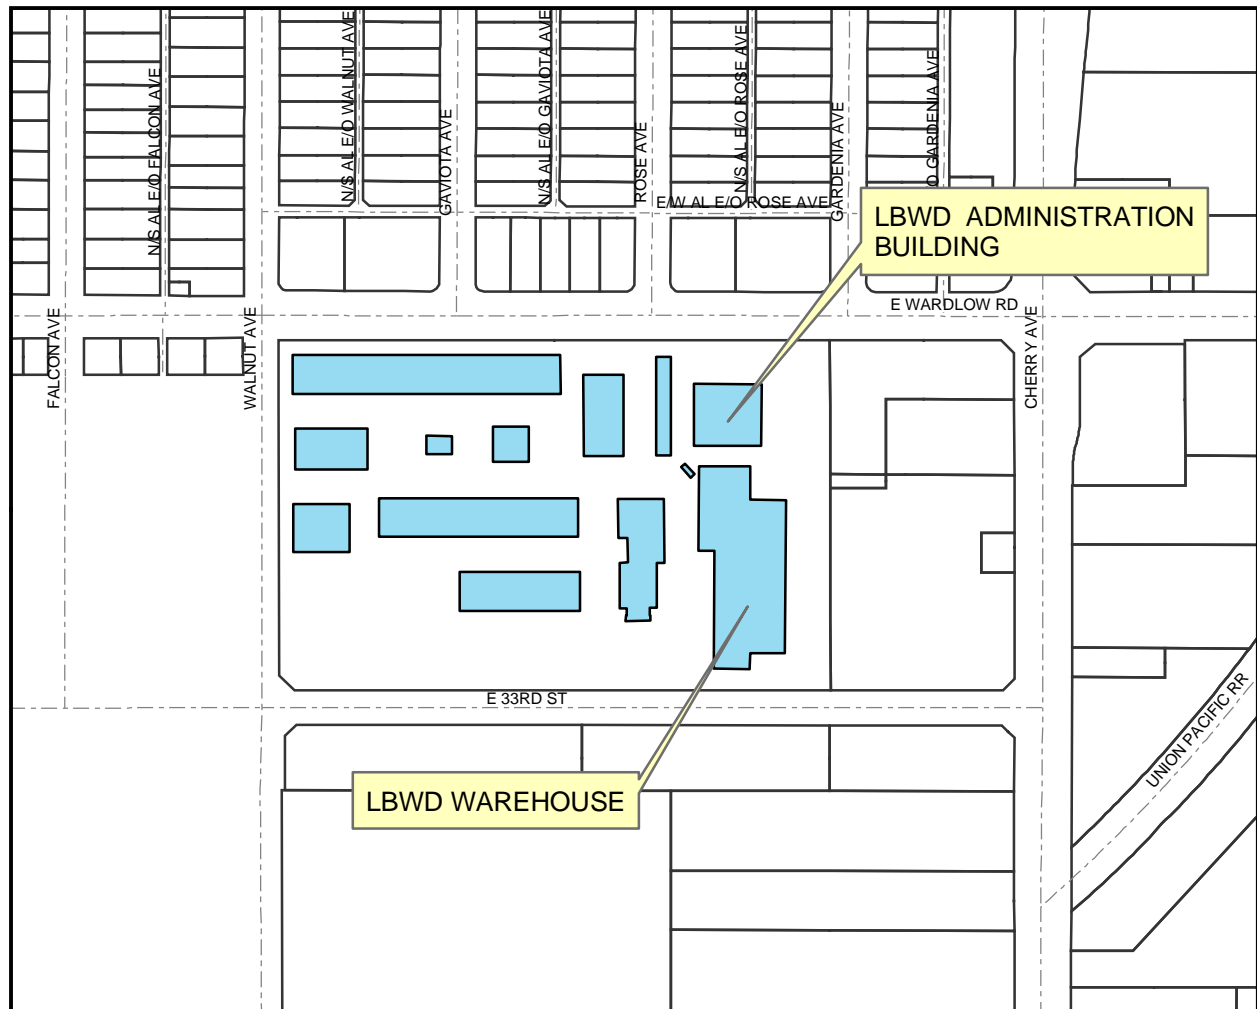 N/S AL E/O FALCON AVE
N/S AL E/O WALNUT AVE
GAVIOTA AVE
N/S AL E/O GAVIOTA AVE
ROSE AVE
N/S AL E/O ROSE AVE
GARDENIA AVE
O GARDENIA AVE
E/W AL E/O ROSE AVE
LBWD ADMINISTRATION
BUILDING
E WARDLOW RD
FALCON AVE
WALNUT AVE
CHERRY AVE
E 33RD ST
UNION PACIFIC RR
LBWD WAREHOUSE